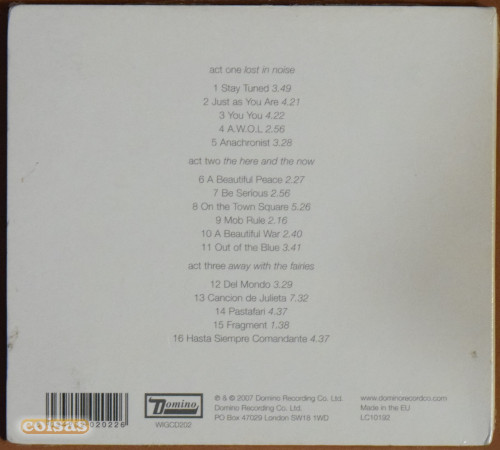 act one lost in noise
1 Stay Tuned 3.49
2 Just as You Are 4.21
3 You You 4.22
4 A.W.O.L 2.56
5 Anachronist 3.28
act two the here and the now
6 A Beautiful Peace 2.27
7 Be Serious 2.56
8 On the Town Square 5.26
9 Mob Rule 2.16
10 A Beautiful War 2.40
11 Out of the Blue 3.41
act three away with the fairies
12 Del Mondo 3.29
13 Cancion de Julieta 7.32
14 Pastafari 4.37
15 Fragment 1.38
16 Hasta Siempre Comandante 4.37
coisas
020226
Domino
WIGCD202
℗ & © 2007 Domino Recording Co. Ltd.
Domino Recording Co. Ltd.
PO Box 47029 London SW18 1WD
www.dominorecordco.com
Made in the EU
LC10192